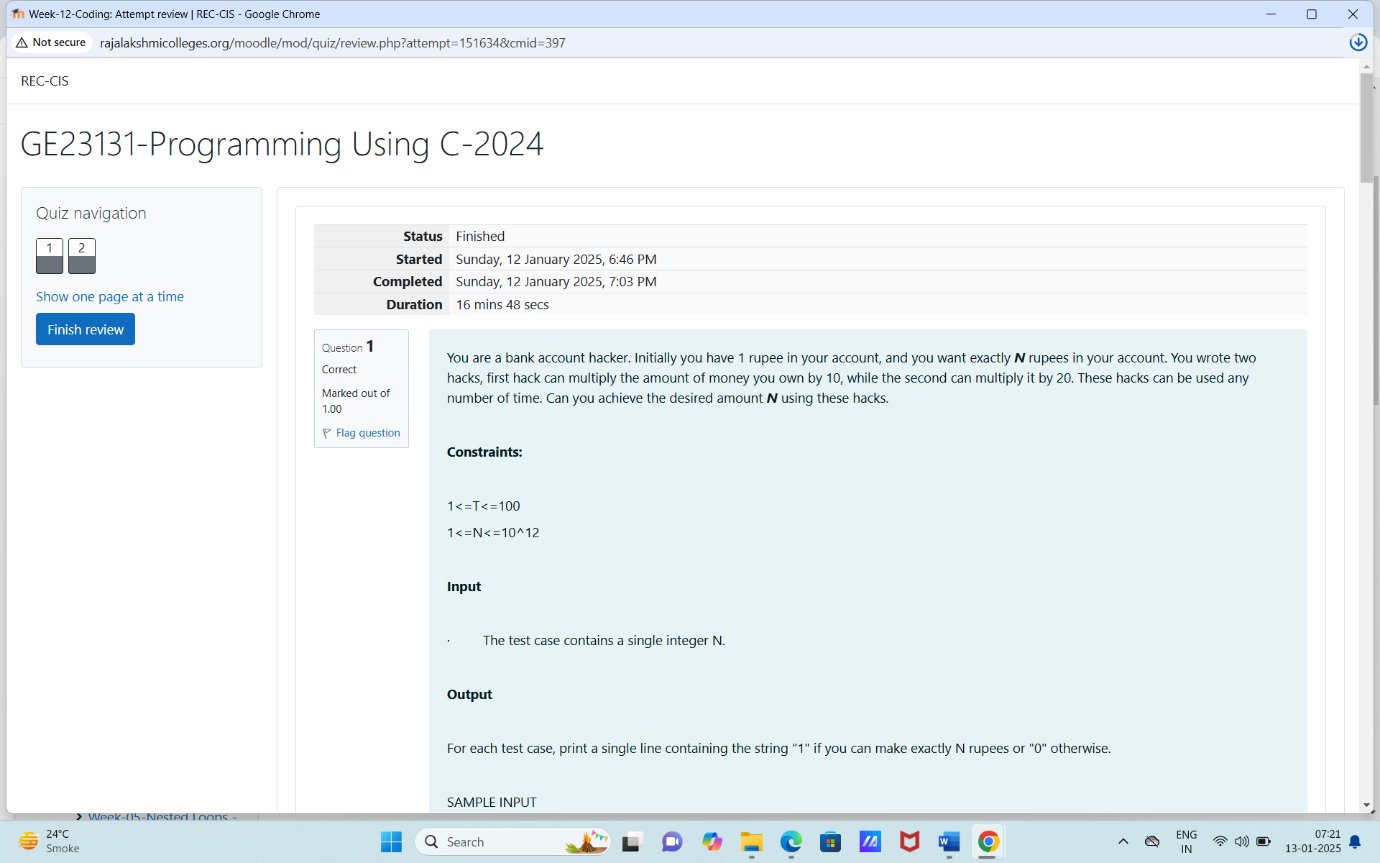 Week-12-Coding: Attempt review | REC-CIS - Google Chrome
Not secure rajalakshmicolleges.org/moodle/mod/quiz/review.php?attempt=151634&cmid=397
REC-CIS
GE23131-Programming Using C-2024
Quiz navigation
1 2
Show one page at a time
Finish review
Status Finished
Started Sunday, 12 January 2025, 6:46 PM
Completed Sunday, 12 January 2025, 7:03 PM
Duration 16 mins 48 secs
Question 1
Correct
Marked out of
1.00
Flag question
You are a bank account hacker. Initially you have 1 rupee in your account, and you want exactly N rupees in your account. You wrote two
hacks, first hack can multiply the amount of money you own by 10, while the second can multiply it by 20. These hacks can be used any
number of time. Can you achieve the desired amount N using these hacks.
Constraints:
1<=T<=100
1<=N<=10^12
Input
· The test case contains a single integer N.
Output
For each test case, print a single line containing the string "1" if you can make exactly N rupees or "0" otherwise.
SAMPLE INPUT
Week-05-Nested Loops -
24°C
Smoke
Search
ENG
IN
07:21
13-01-2025